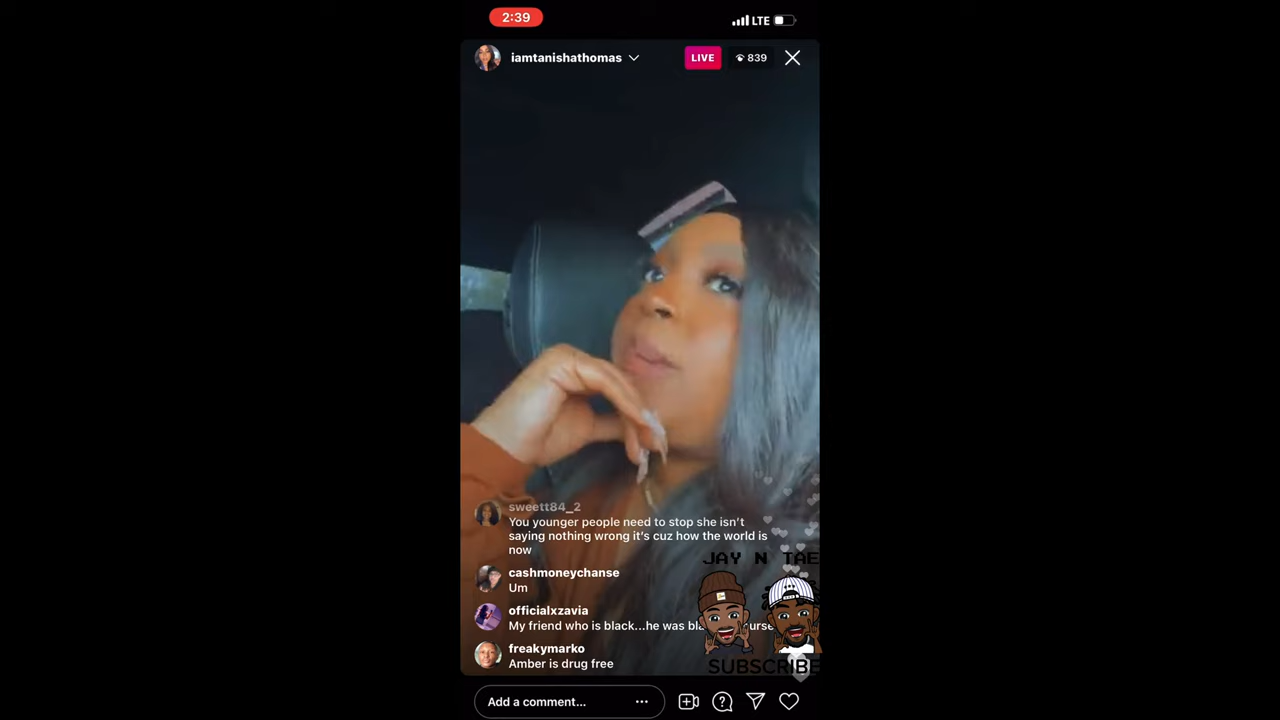 2:39
LTE
iamtanishathomas
LIVE
839
sweett84_2
You younger people need to stop she isn't
saying nothing wrong it's cuz how the world is
now
cashmoneychanse
Um
officialxzavia
My friend who is black...he was
JAY N TAE
freakymarko
Amber is drug free
SUBSCRIBE
Add a comment...